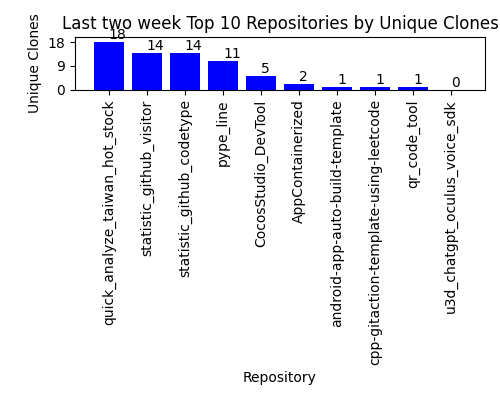 Last two week Top 10 Repositories by Unique Clones
Unique Clones
18
9
0
18
14
14
11
5
2
1
1
1
0
quick_analyze_taiwan_hot_stock
statistic_github_visitor
statistic_github_codetype
pype_line
CocosStudio_DevTool
AppContainerized
android-app-auto-build-template
cpp-gitaction-template-using-leetcode
qr_code_tool
u3d_chatgpt_oculus_voice_sdk
Repository